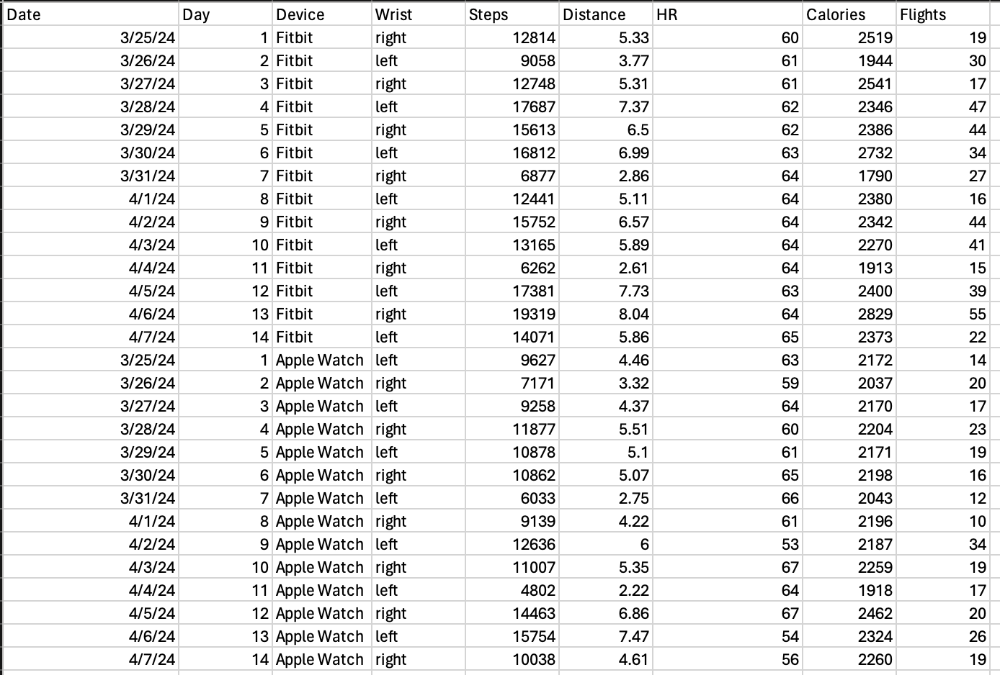 Date Day Device Wrist Steps Distance HR Calories Flights
3/25/24 1 Fitbit right 12814 5.33 60 2519 19
3/26/24 2 Fitbit left 9058 3.77 61 1944 30
3/27/24 3 Fitbit right 12748 5.31 61 2541 17
3/28/24 4 Fitbit left 17687 7.37 62 2346 47
3/29/24 5 Fitbit right 15613 6.5 62 2386 44
3/30/24 6 Fitbit left 16812 6.99 63 2732 34
3/31/24 7 Fitbit right 6877 2.86 64 1790 27
4/1/24 8 Fitbit left 12441 5.11 64 2380 16
4/2/24 9 Fitbit right 15752 6.57 64 2342 44
4/3/24 10 Fitbit left 13165 5.89 64 2270 41
4/4/24 11 Fitbit right 6262 2.61 64 1913 15
4/5/24 12 Fitbit left 17381 7.73 63 2400 39
4/6/24 13 Fitbit right 19319 8.04 64 2829 55
4/7/24 14 Fitbit left 14071 5.86 65 2373 22
3/25/24 1 Apple Watch left 9627 4.46 63 2172 14
3/26/24 2 Apple Watch right 7171 3.32 59 2037 20
3/27/24 3 Apple Watch left 9258 4.37 64 2170 17
3/28/24 4 Apple Watch right 11877 5.51 60 2204 23
3/29/24 5 Apple Watch left 10878 5.1 61 2171 19
3/30/24 6 Apple Watch right 10862 5.07 65 2198 16
3/31/24 7 Apple Watch left 6033 2.75 66 2043 12
4/1/24 8 Apple Watch right 9139 4.22 61 2196 10
4/2/24 9 Apple Watch left 12636 6 53 2187 34
4/3/24 10 Apple Watch right 11007 5.35 67 2259 19
4/4/24 11 Apple Watch left 4802 2.22 64 1918 17
4/5/24 12 Apple Watch right 14463 6.86 67 2462 20
4/6/24 13 Apple Watch left 15754 7.47 54 2324 26
4/7/24 14 Apple Watch right 10038 4.61 56 2260 19